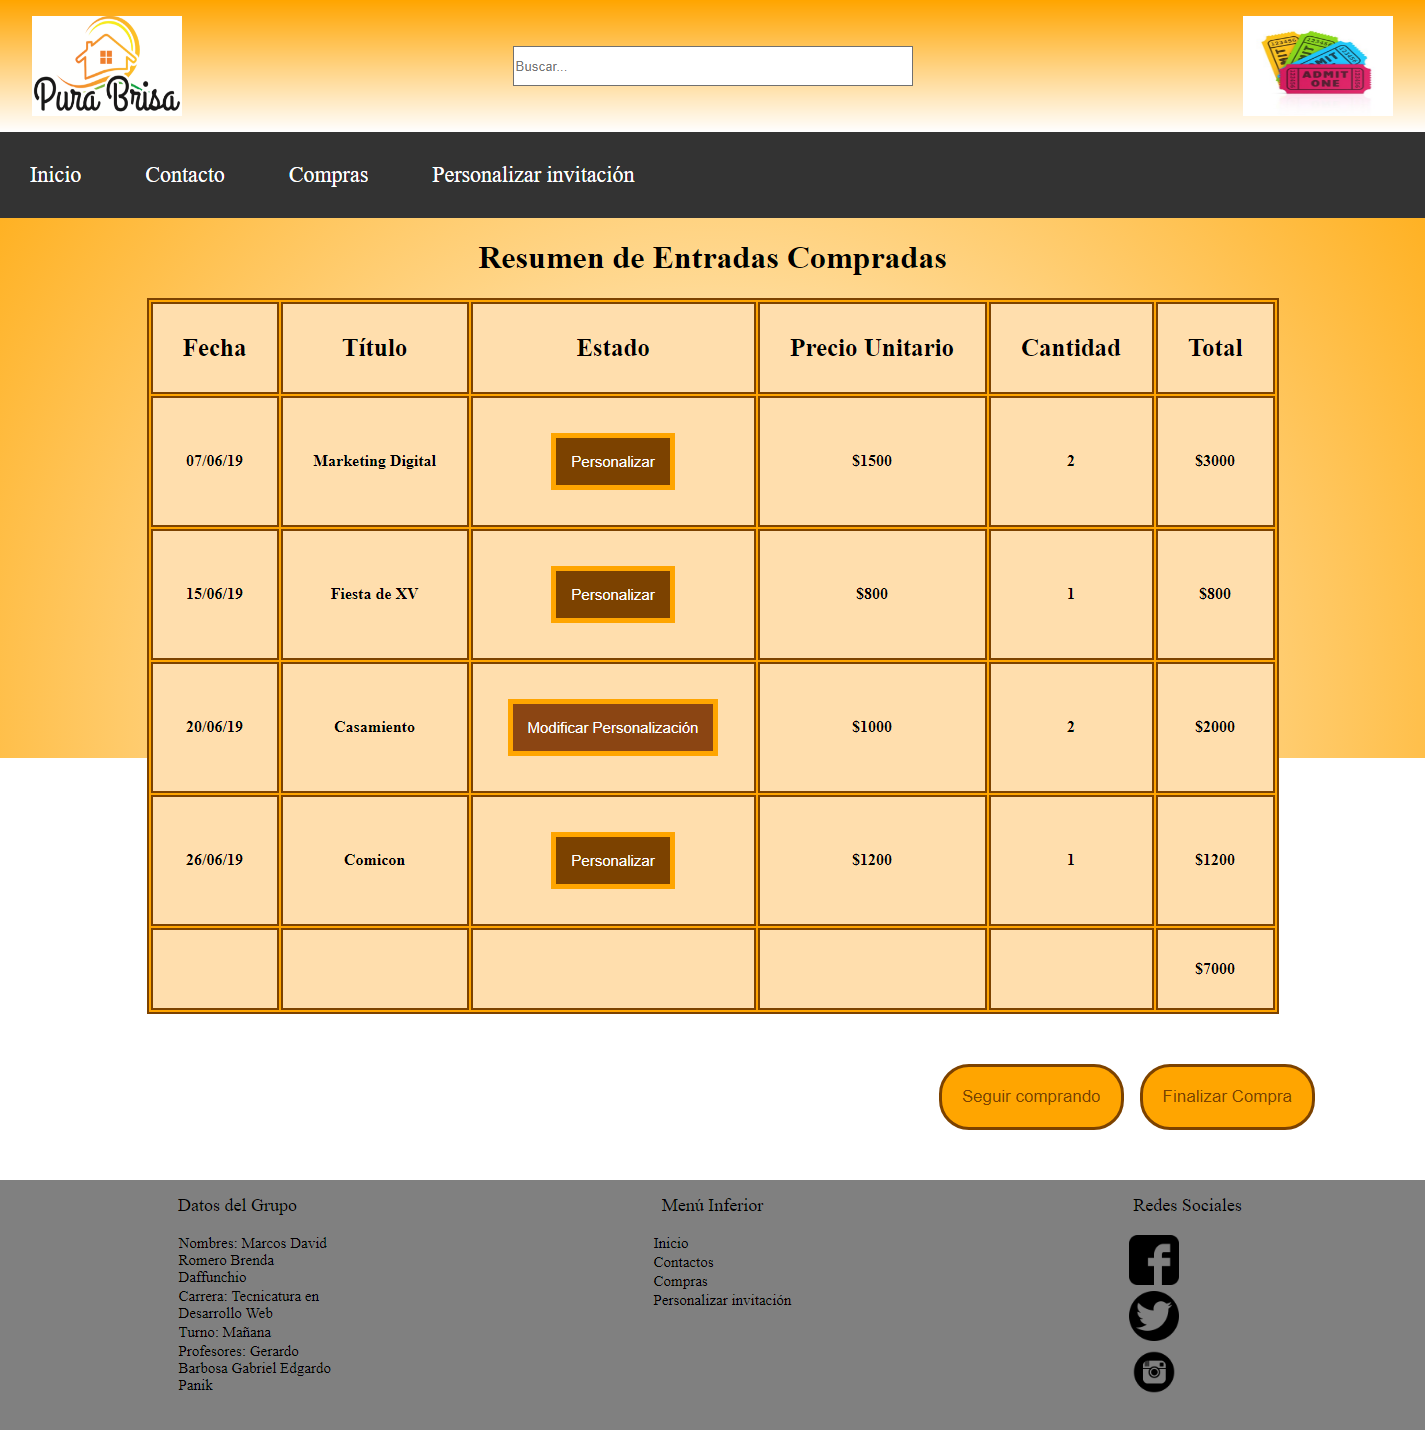 Pura Brisa
Buscar...
123456
123456
ADMIT
ONE
Inicio
Contacto
Compras
Personalizar invitación
Resumen de Entradas Compradas
Fecha Título Estado Precio Unitario Cantidad Total
07/06/19 Marketing Digital Personalizar $1500 2 $3000
15/06/19 Fiesta de XV Personalizar $800 1 $800
20/06/19 Casamiento Modificar Personalización $1000 2 $2000
26/06/19 Comicon Personalizar $1200 1 $1200
$7000
Seguir comprando
Finalizar Compra
Datos del Grupo
Nombres: Marcos David
Romero Brenda
Daffunchio
Carrera: Tecnicatura en
Desarrollo Web
Turno: Mañana
Profesores: Gerardo
Barbosa Gabriel Edgardo
Panik
Menú Inferior
Inicio
Contactos
Compras
Personalizar invitación
Redes Sociales